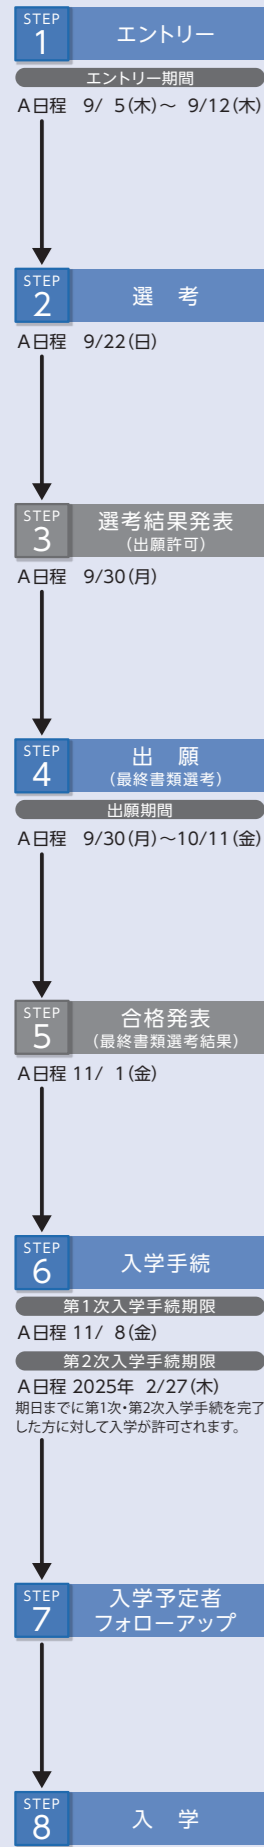 STEP
1
エントリー
エントリー期間
A日程 9/ 5(木)～ 9/12(木)
STEP
2
選 考
A日程 9/22(日)
STEP
3
選考結果発表
(出願許可)
A日程 9/30(月)
STEP
4
出 願
(最終書類選考)
出願期間
A日程 9/30(月)～10/11(金)
STEP
5
合格発表
(最終書類選考結果)
A日程 11/ 1(金)
STEP
6
入学手続
第1次入学手続期限
A日程 11/ 8(金)
第2次入学手続期限
A日程 2025年 2/27(木)
期日までに第1次・第2次入学手続を完了
した方に対して入学が許可されます。
STEP
7
入学予定者
フォローアップ
STEP
8
入 学